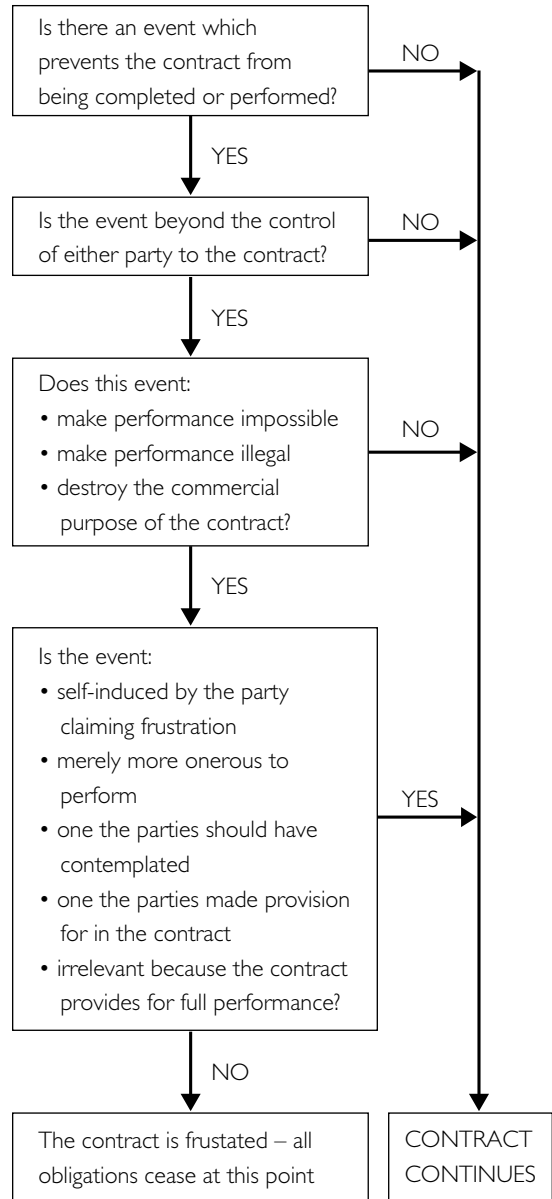 Is there an event which
prevents the contract from
being completed or performed?
NO
YES
Is the event beyond the control
of either party to the contract?
NO
YES
Does this event:
• make performance impossible
• make performance illegal
• destroy the commercial
purpose of the contract?
NO
YES
Is the event:
• self-induced by the party
claiming frustration
• merely more onerous to
perform
• one the parties should have
contemplated
• one the parties made provision
for in the contract
• irrelevant because the contract
provides for full performance?
YES
NO
The contract is frustated – all
obligations cease at this point
CONTRACT
CONTINUES